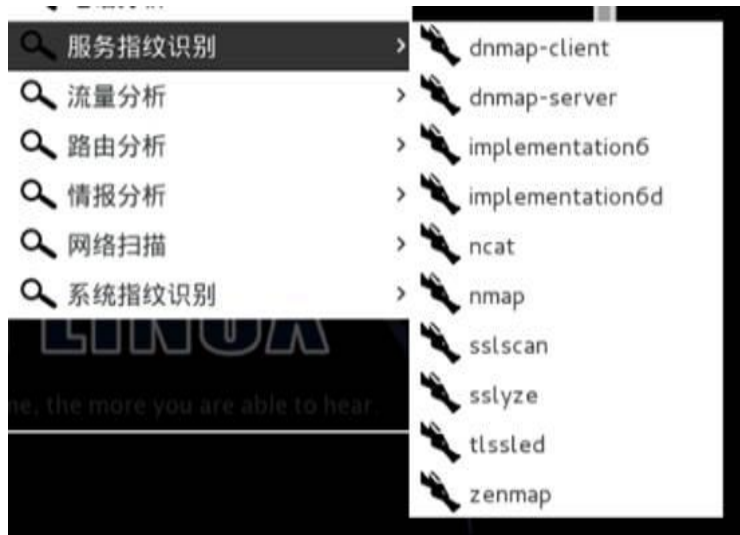 服务指纹识别
流量分析
路由分析
情报分析
网络扫描
系统指纹识别
dnmap-client
dnmap-server
implementation6
implementation6d
ncat
nmap
sslscan
sslyze
tlssled
zenmap
LINUX
me, the more you are able to hear